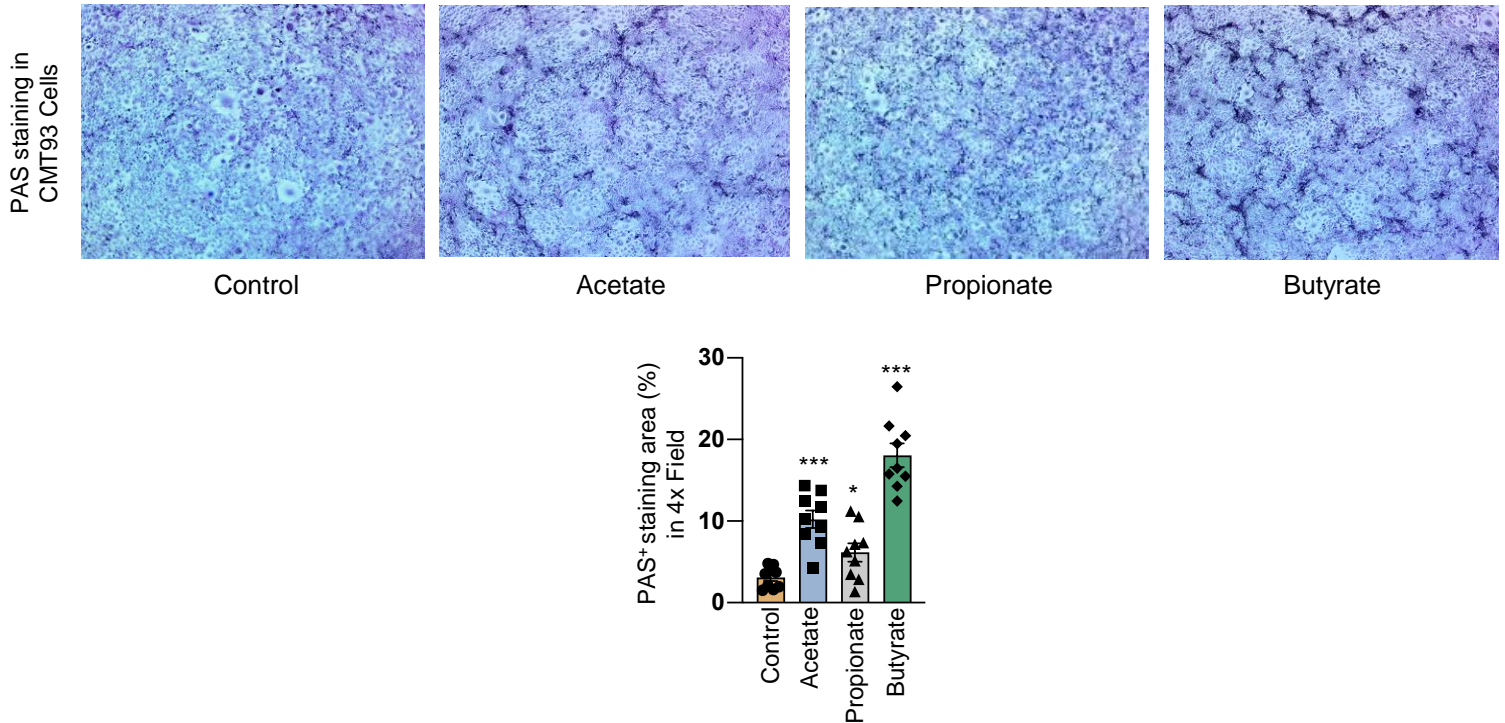 PAS staining in
CMT93 Cells
Control
Acetate
Propionate
Butyrate
PAS⁺ staining area (%)
in 4x Field
30
20
10
0
***
*
***
Control
Acetate
Propionate
Butyrate